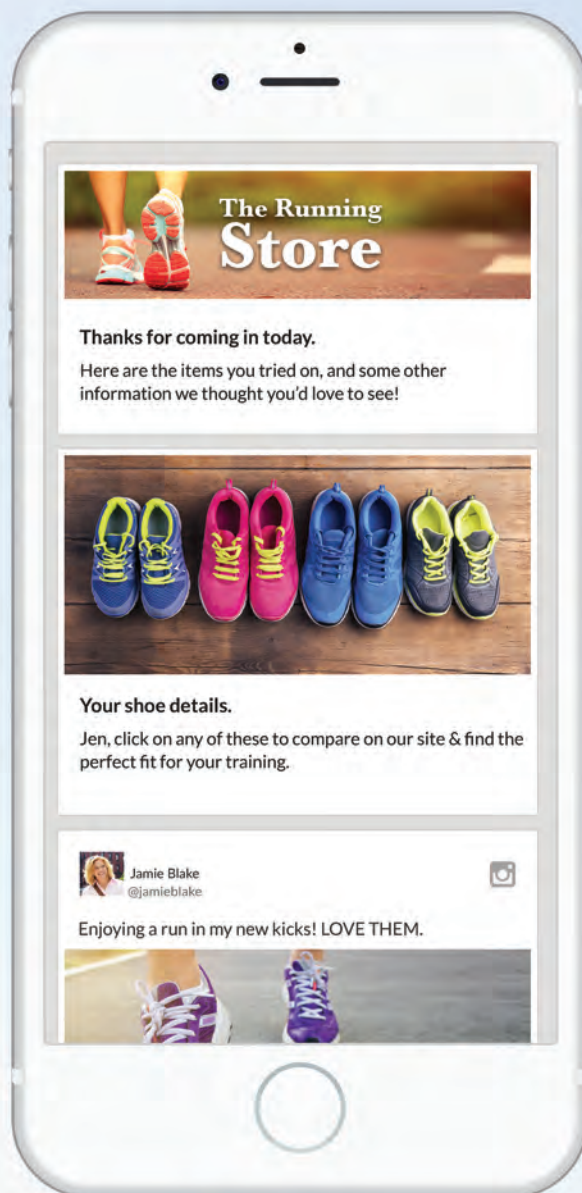 The Running
Store
Thanks for coming in today.
Here are the items you tried on, and some other
information we thought you'd love to see!
Your shoe details.
Jen, click on any of these to compare on our site & find the
perfect fit for your training.
Jamie Blake
@jamieblake
Enjoying a run in my new kicks! LOVE THEM.